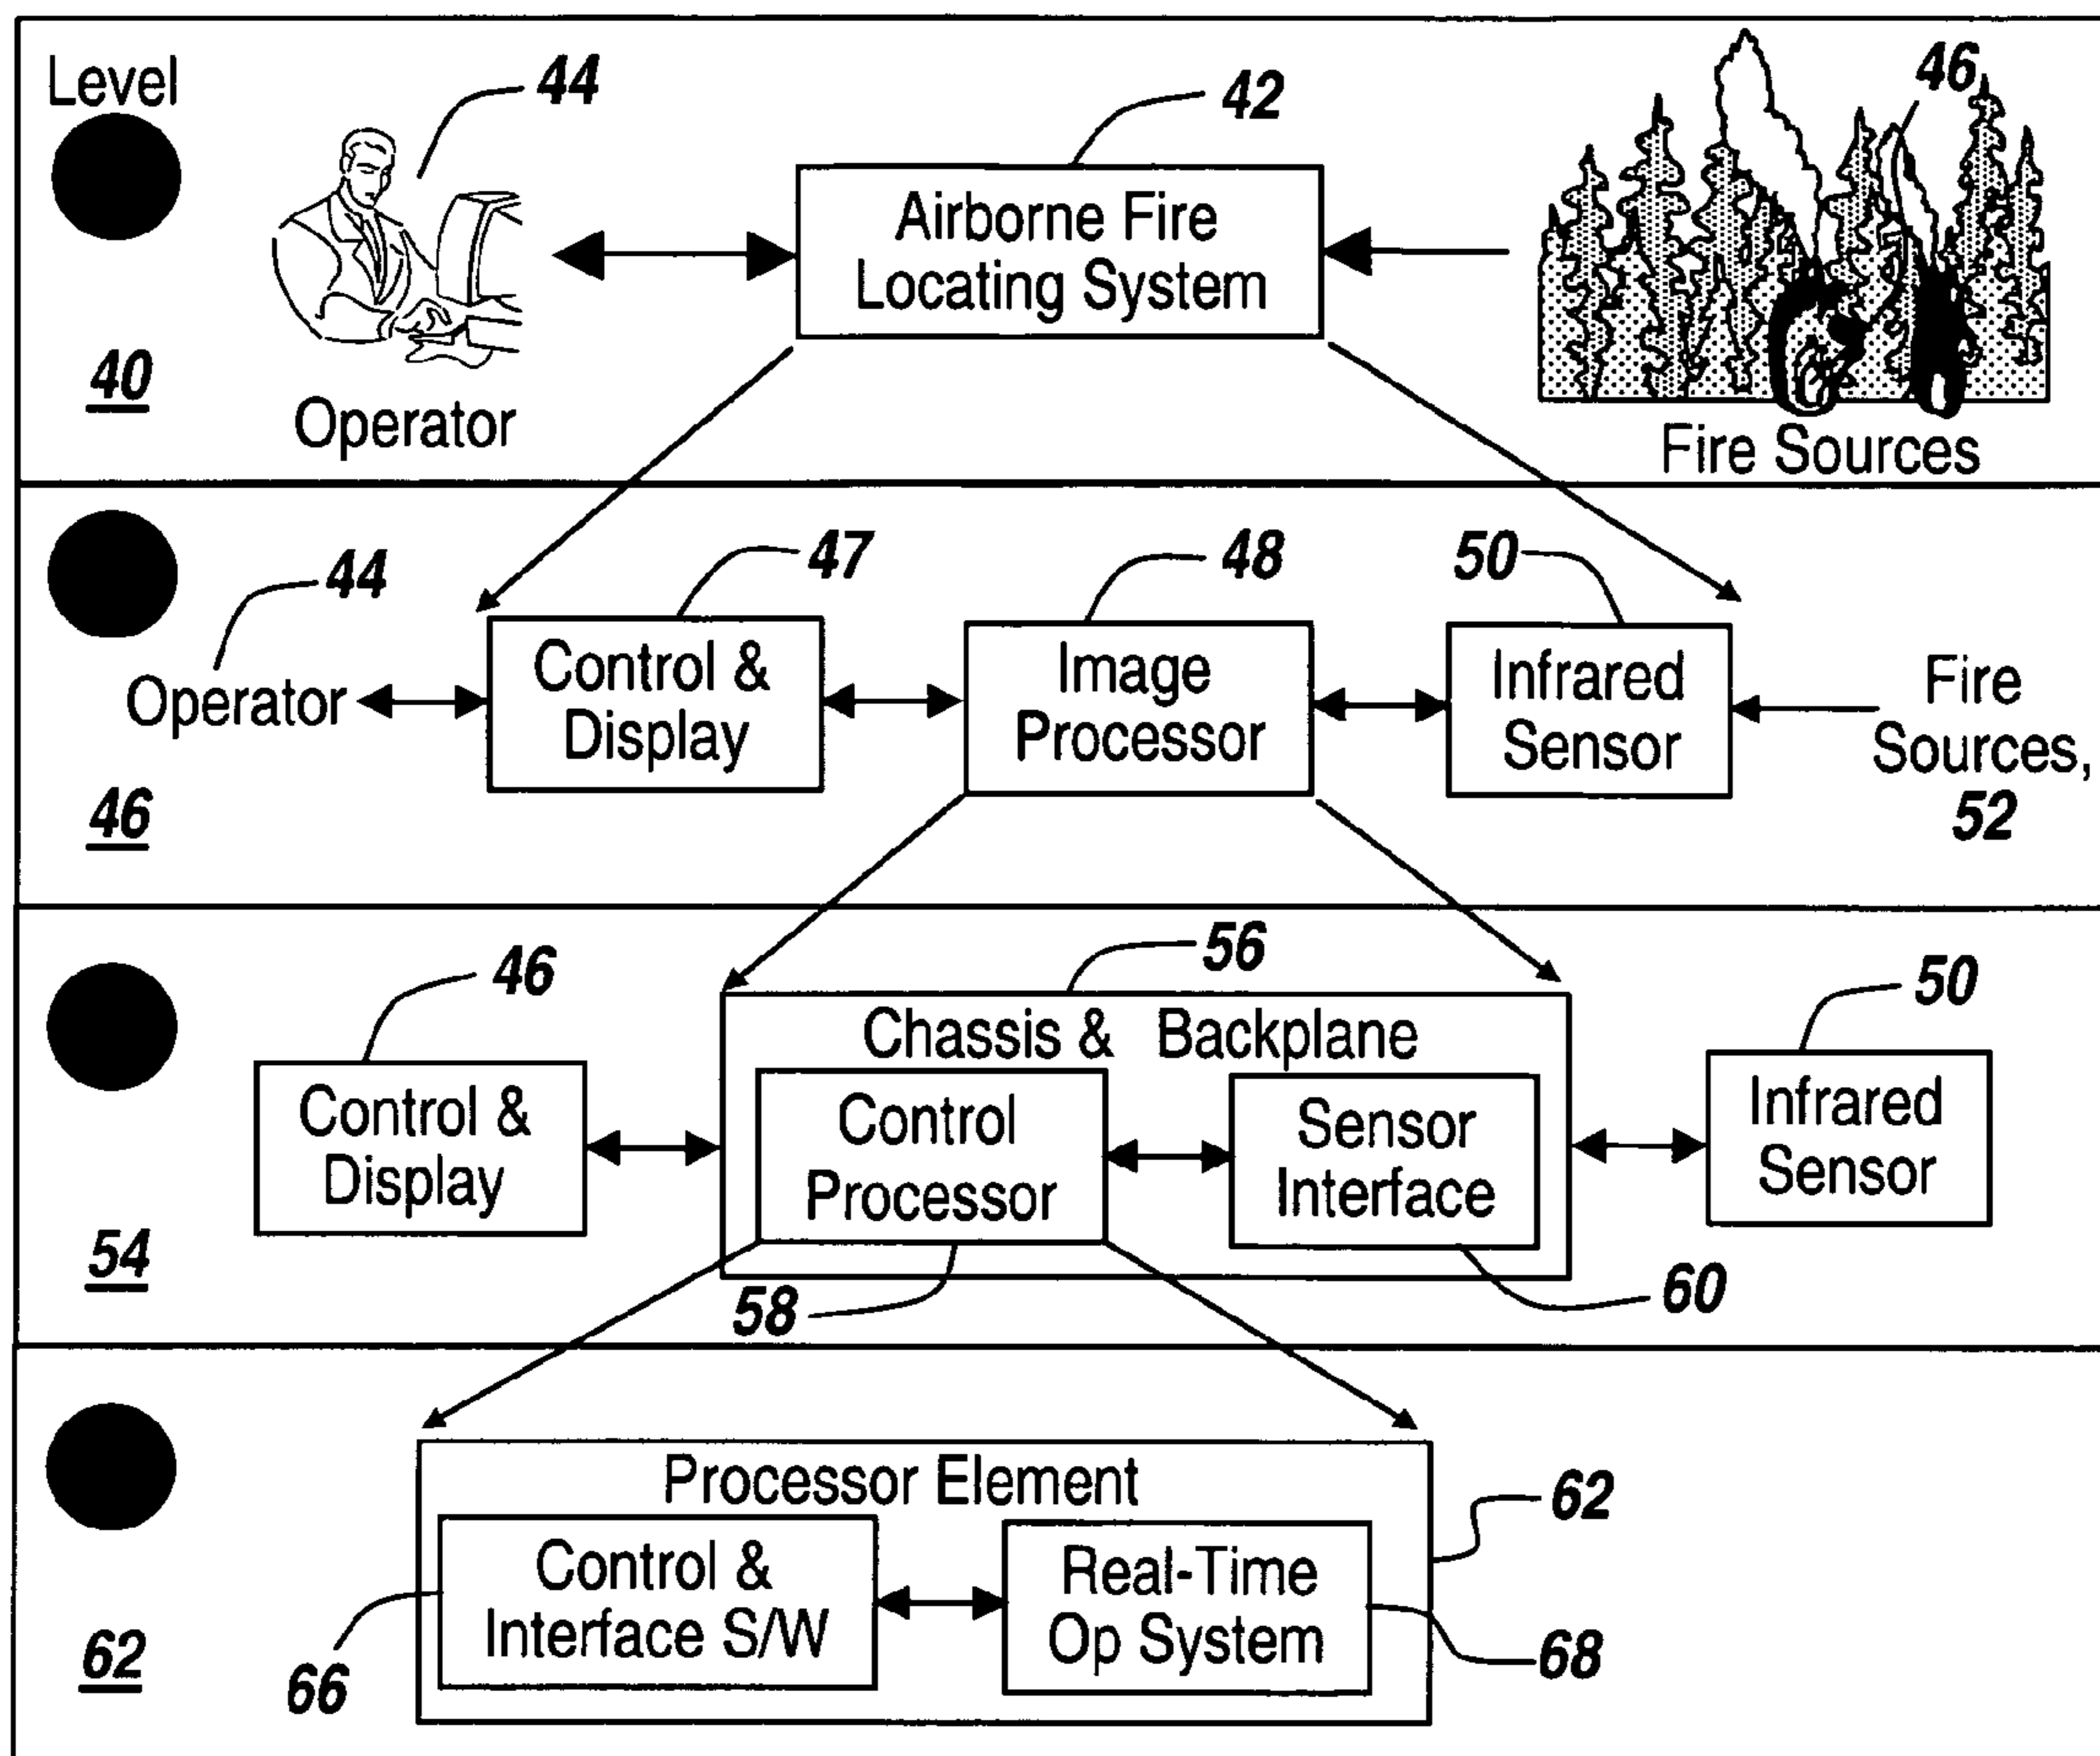 Level
44
42
46
Airborne Fire
Locating System
40
Operator
Fire Sources
44
47
48
50
Operator
Control &
Display
Image
Processor
Infrared
Sensor
Fire
Sources,
52
46
46
56
50
Chassis & Backplane
Control &
Display
Control
Processor
Sensor
Interface
Infrared
Sensor
54
58
60
Processor Element
62
Control &
Interface S/W
Real-Time
Op System
62
66
68